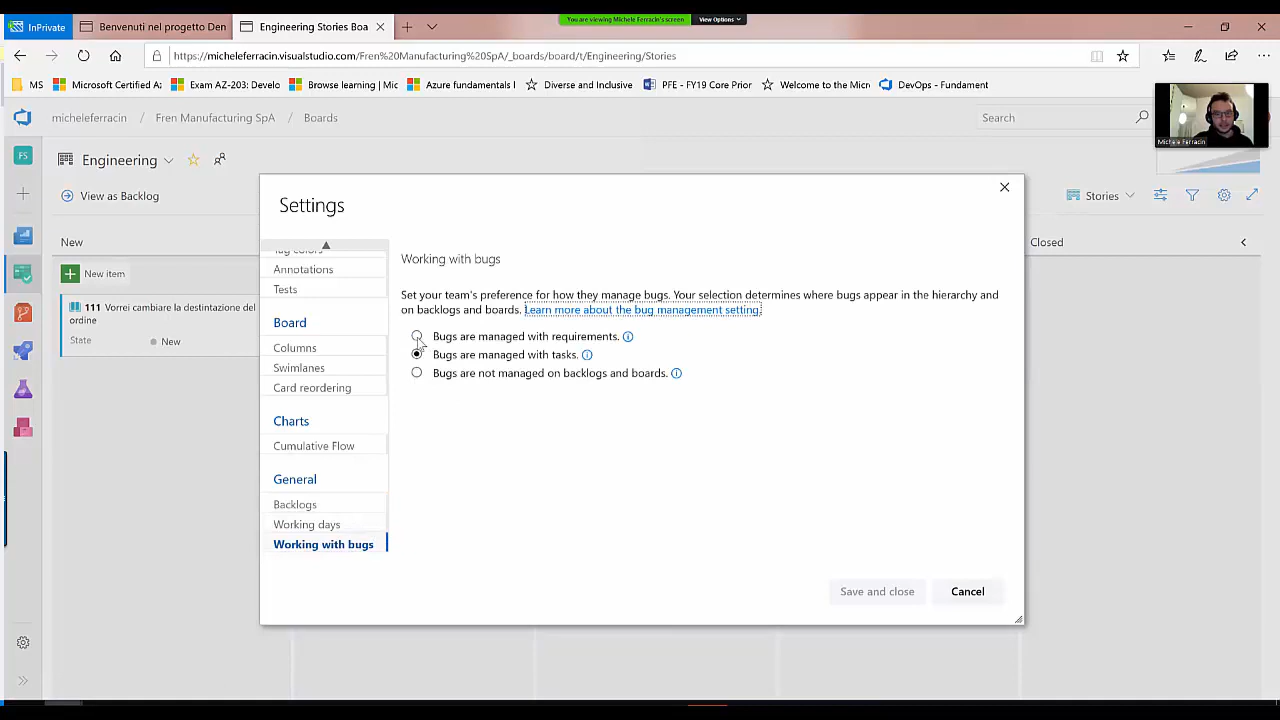 You are viewing Michele Ferracin's screen
View Options
InPrivate
Benvenuti nel progetto Den
Engineering Stories Boa
https://micheleferracin.visualstudio.com/Fren%20Manufacturing%20SpA/_boards/board/t/Engineering/Stories
MS
Microsoft Certified A:
Exam AZ-203: Develo
Browse learning | Mic
Azure fundamentals I
Diverse and Inclusive
PFE - FY19 Core Prior
Welcome to the Micr
DevOps - Fundament
micheleferracin
Fren Manufacturing SpA
Boards
Search
Michele Ferracin
FS
Engineering
View as Backlog
Stories
New
Closed
New item
111 Vorrei cambiare la destintazione del
ordine
State
New
Settings
Tag colors
Annotations
Tests
Board
Columns
Swimlanes
Card reordering
Charts
Cumulative Flow
General
Backlogs
Working days
Working with bugs
Working with bugs
Set your team's preference for how they manage bugs. Your selection determines where bugs appear in the hierarchy and
on backlogs and boards. Learn more about the bug management setting.
Bugs are managed with requirements.
Bugs are managed with tasks.
Bugs are not managed on backlogs and boards.
Save and close
Cancel